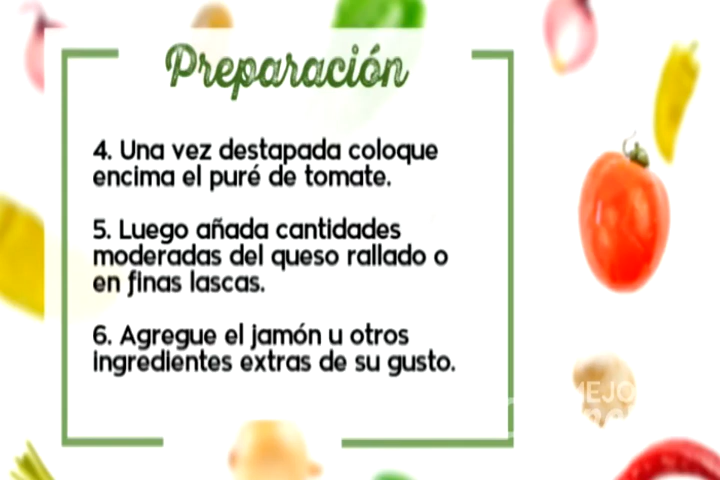 Preparación
4. Una vez destapada coloque
encima el puré de tomate.
5. Luego añada cantidades
moderadas del queso rallado o
en finas lascas.
6. Agregue el jamón u otros
ingredientes extras de su gusto.